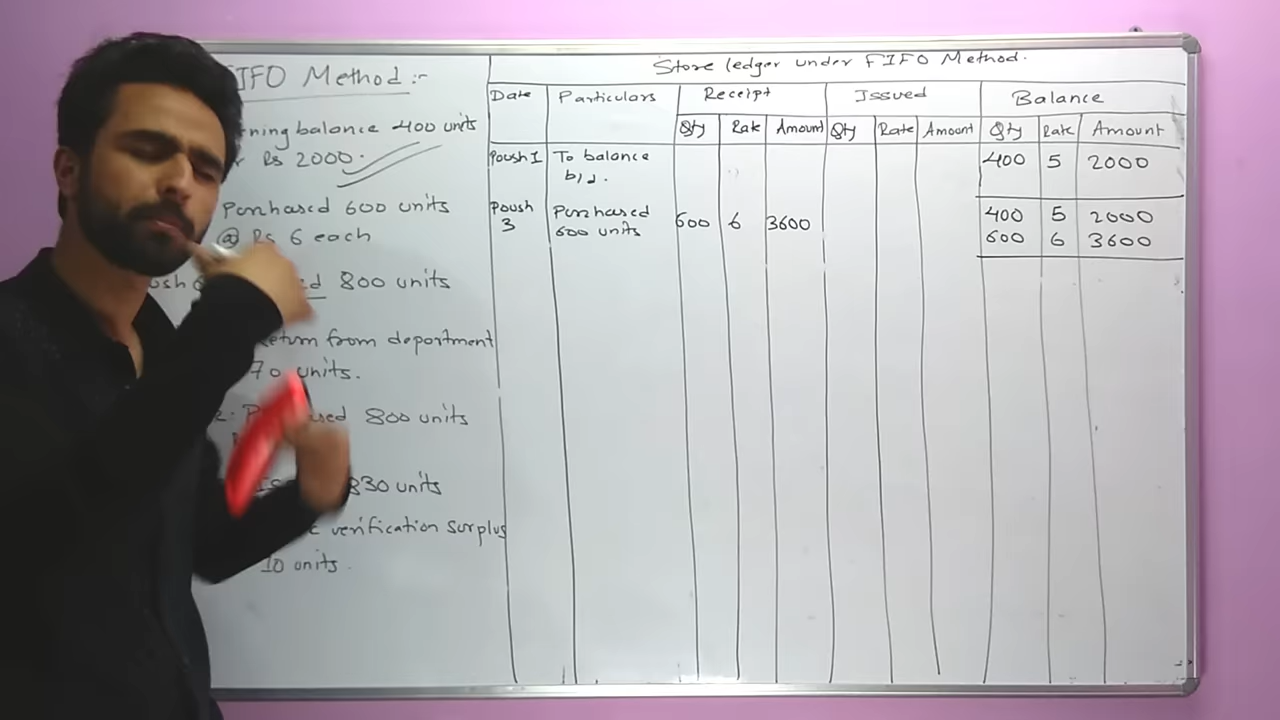 FIFO Method :-
balance 400 units
Rs 2000.
Purchased 600 units
@ Rs 6 each
800 units
Return from department
70 units.
800 units
830 units
verification surplus
10 units.
Store ledger under FIFO Method.
Date Particulars Receipt Issued Balance
Qty Rate Amount Qty Rate Amount Qty Rate Amount
Poush 1 To balance 400 5 2000
b/d.
Poush Purchased 600 6 3600 400 5 2000
3 600 units 600 6 3600